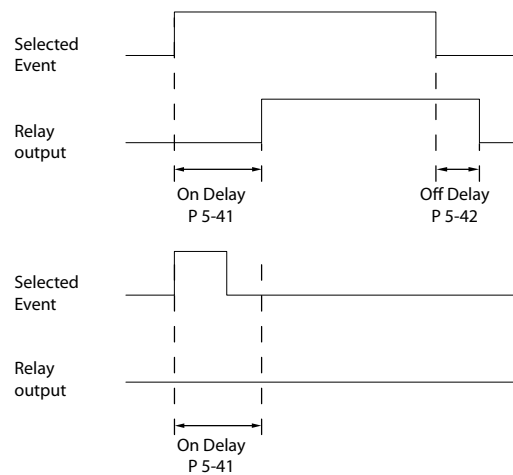 Selected
Event
Relay
output
On Delay
P 5-41
Off Delay
P 5-42
Selected
Event
Relay
output
On Delay
P 5-41